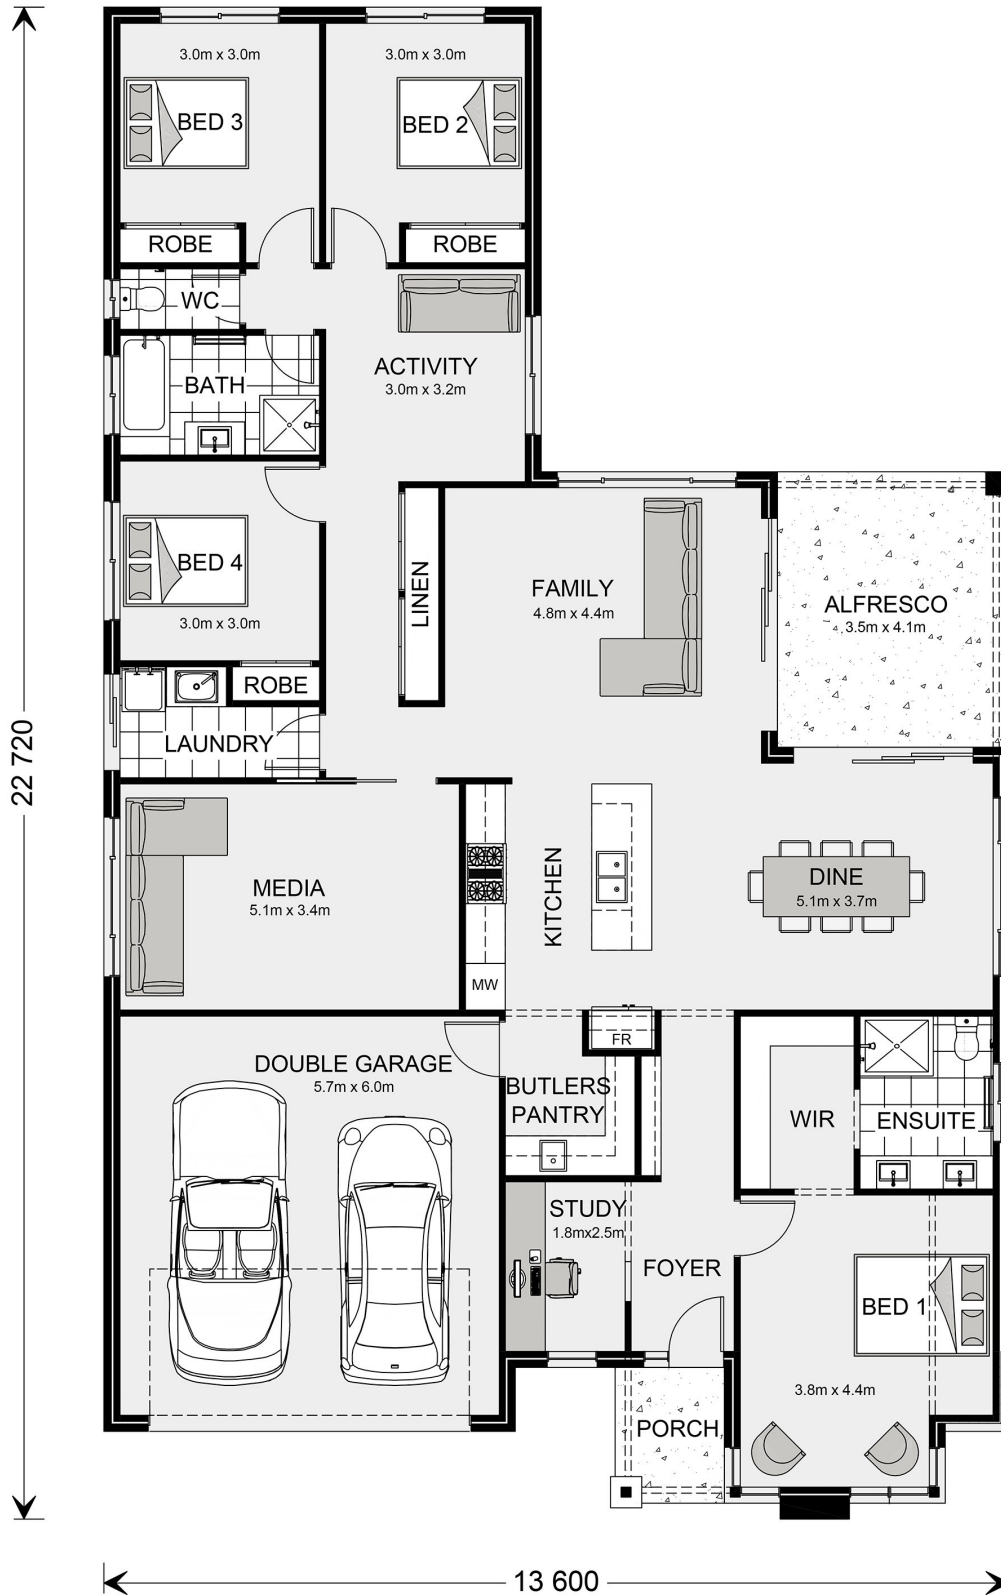 3.0m x 3.0m
3.0m x 3.0m
BED 3
BED 2
ROBE
ROBE
WC
ACTIVITY
3.0m x 3.2m
BATH
BED 4
3.0m x 3.0m
LINEN
FAMILY
4.8m x 4.4m
ALFRESCO
3.5m x 4.1m
ROBE
LAUNDRY
22 720
MEDIA
5.1m x 3.4m
KITCHEN
DINE
5.1m x 3.7m
MW
FR
DOUBLE GARAGE
5.7m x 6.0m
BUTLERS
PANTRY
WIR
ENSUITE
STUDY
1.8mx2.5m
FOYER
BED 1
3.8m x 4.4m
PORCH
13 600